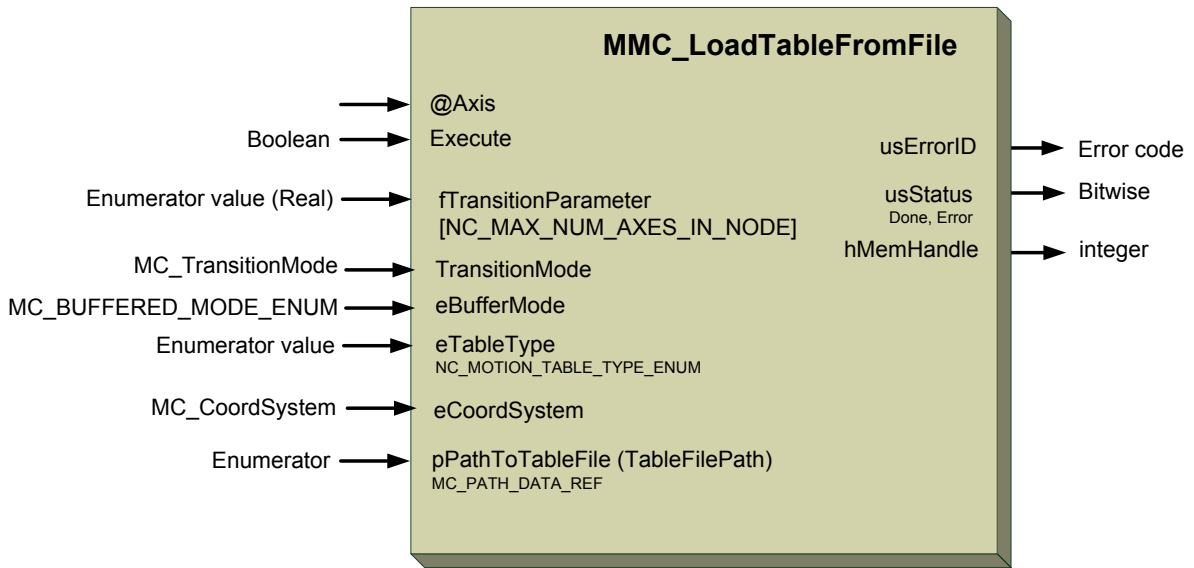 MMC_LoadTableFromFile
@Axis
Boolean
Execute
usErrorID
Error code
Enumerator value (Real)
fTransitionParameter
[NC_MAX_NUM_AXES_IN_NODE]
usStatus
Done, Error
Bitwise
hMemHandle
integer
MC_TransitionMode
TransitionMode
MC_BUFFERED_MODE_ENUM
eBufferMode
Enumerator value
eTableType
NC_MOTION_TABLE_TYPE_ENUM
MC_CoordSystem
eCoordSystem
Enumerator
pPathToTableFile (TableFilePath)
MC_PATH_DATA_REF